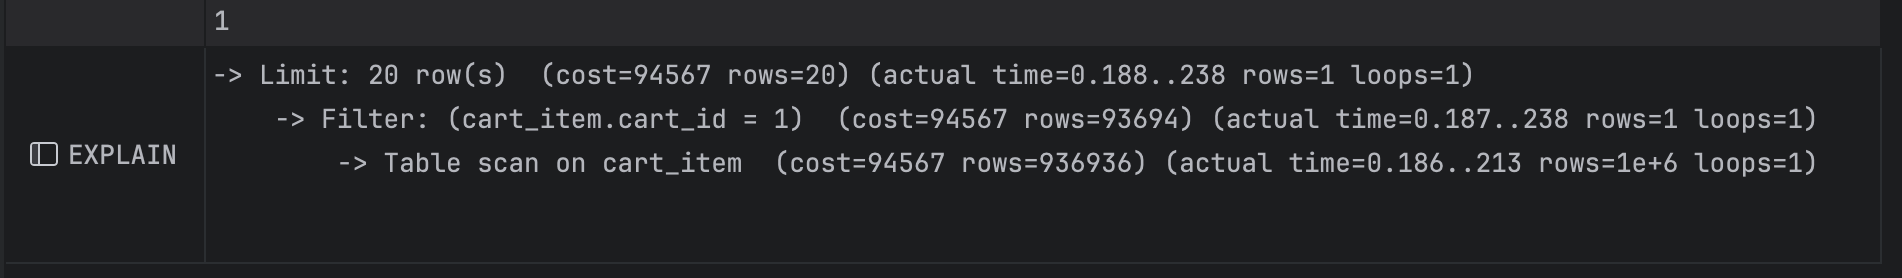 1
-> Limit: 20 row(s)  (cost=94567 rows=20) (actual time=0.188..238 rows=1 loops=1)
    -> Filter: (cart_item.cart_id = 1)  (cost=94567 rows=93694) (actual time=0.187..238 rows=1 loops=1)
EXPLAIN
        -> Table scan on cart_item  (cost=94567 rows=936936) (actual time=0.186..213 rows=1e+6 loops=1)